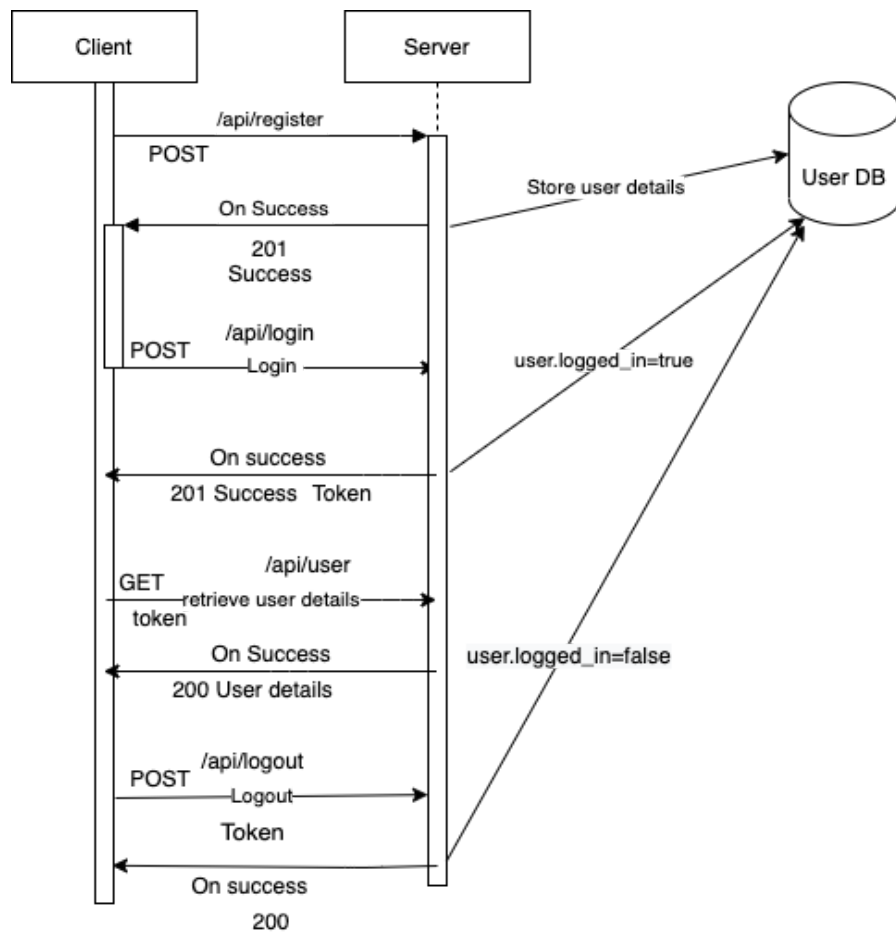 Client
Server
/api/register
POST
User DB
Store user details
On Success
201
Success
/api/login
POST
Login
user.logged_in=true
On success
201 Success Token
/api/user
GET
retrieve user details
token
On Success
user.logged_in=false
200 User details
/api/logout
POST
Logout
Token
On success
200